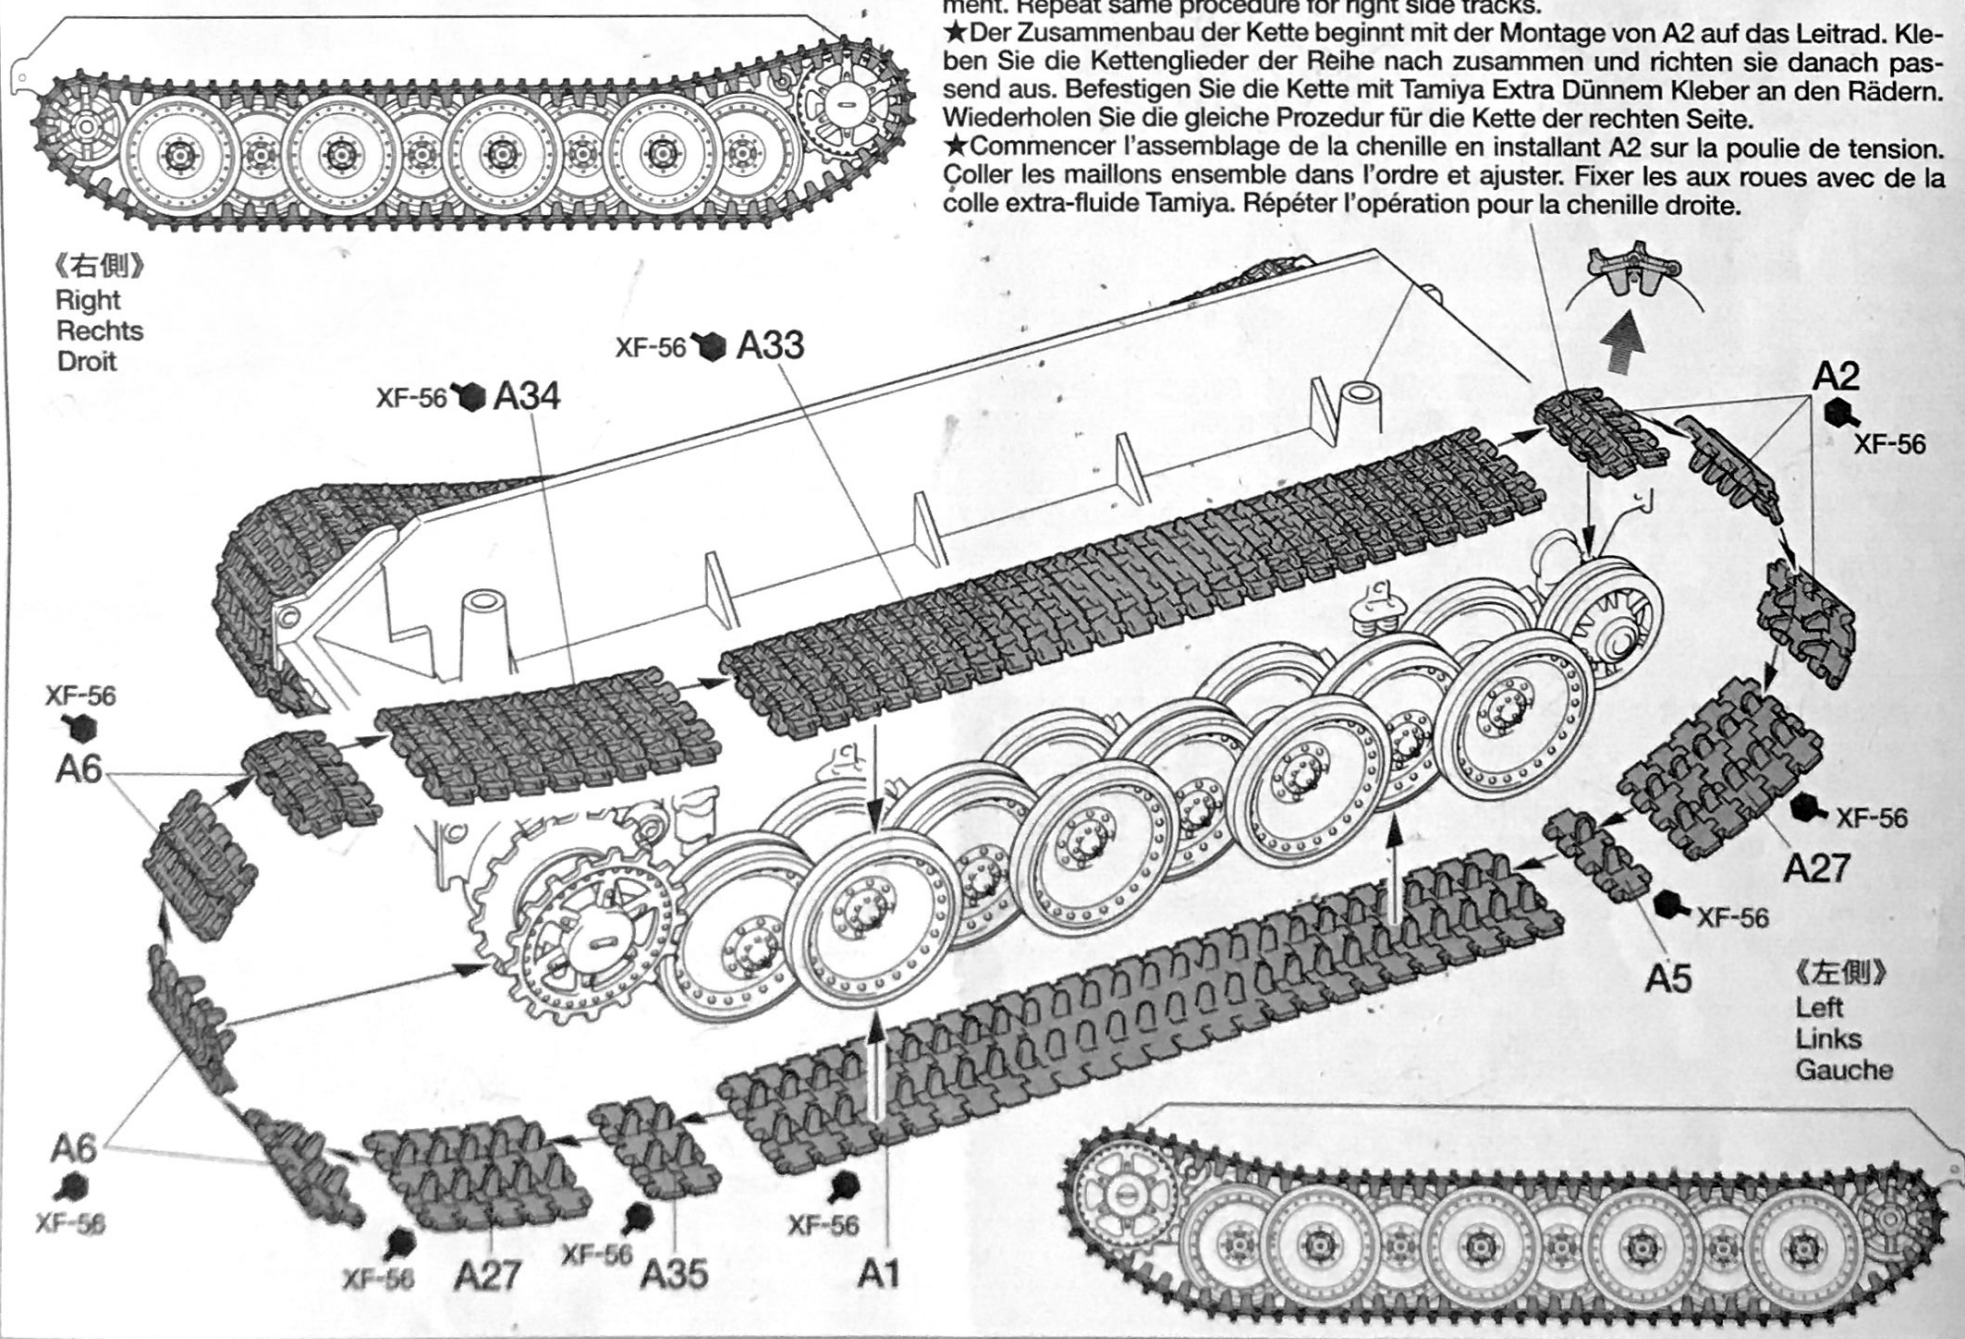 ment. Repeat same procedure for right side tracks.
★Der Zusammenbau der Kette beginnt mit der Montage von A2 auf das Leitrad. Kle-
ben Sie die Kettenglieder der Reihe nach zusammen und richten sie danach pas-
send aus. Befestigen Sie die Kette mit Tamiya Extra Dünnem Kleber an den Rädern.
Wiederholen Sie die gleiche Prozedur für die Kette der rechten Seite.
★Commencer l'assemblage de la chenille en installant A2 sur la poulie de tension.
Coller les maillons ensemble dans l'ordre et ajuster. Fixer les aux roues avec de la
colle extra-fluide Tamiya. Répéter l'opération pour la chenille droite.
《右側》
Right
Rechts
Droit
XF-56 A33
XF-56 A34
A2
XF-56
XF-56
A6
XF-56
A27
XF-56
A5
《左側》
Left
Links
Gauche
A6
XF-56
XF-56
A27
XF-56
A35
XF-56
A1